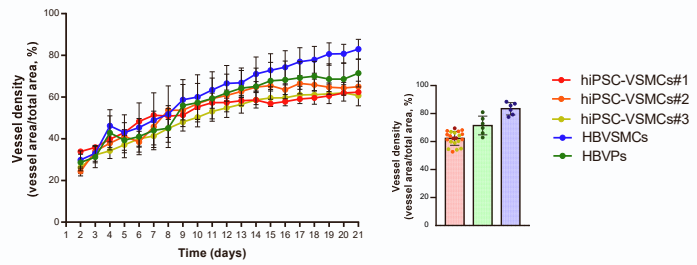 Vessel density
(vessel area/total area, %)
100
80
60
40
20
0
1 2 3 4 5 6 7 8 9 10 11 12 13 14 15 16 17 18 19 20 21
Time (days)
Vessel density
(vessel area/total area, %)
100
80
60
40
20
0
hiPSC-VSMCs#1
hiPSC-VSMCs#2
hiPSC-VSMCs#3
HBVSMCs
HBVPs